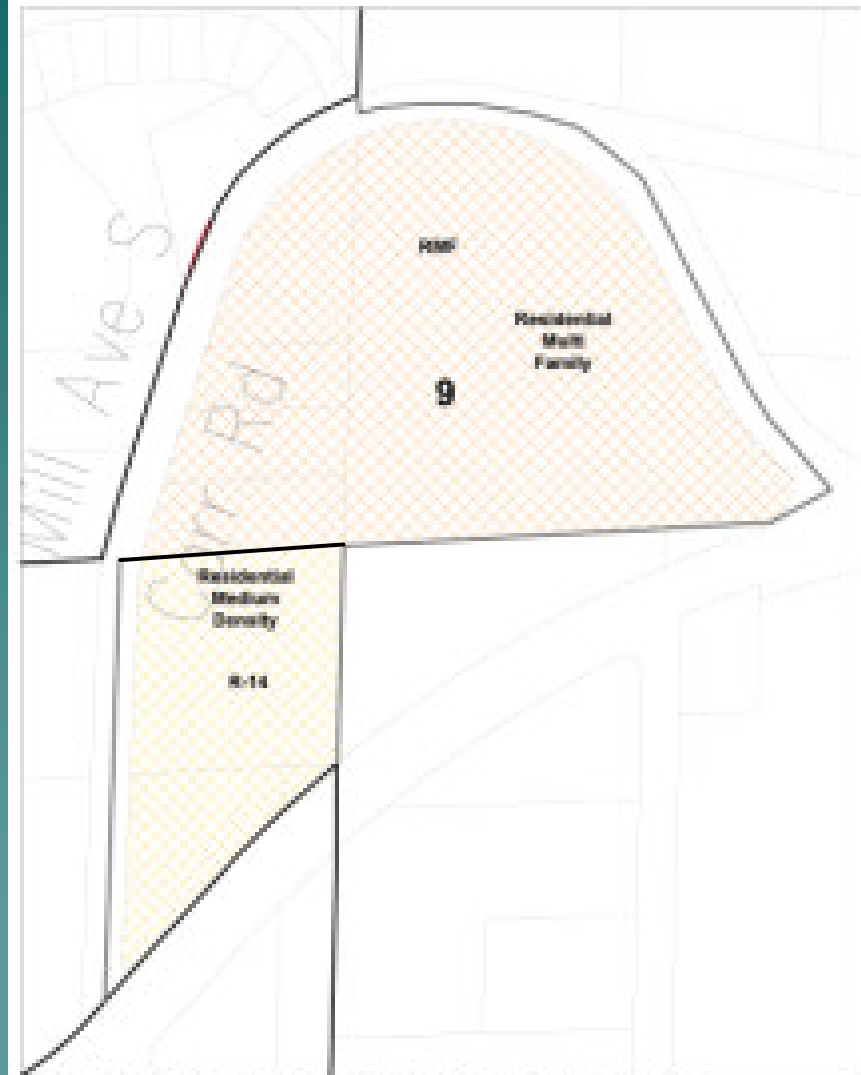 RMF
Residential
Multi
Family
9
Mill Ave S
Carr Rd
Residential
Medium
Density
R-14